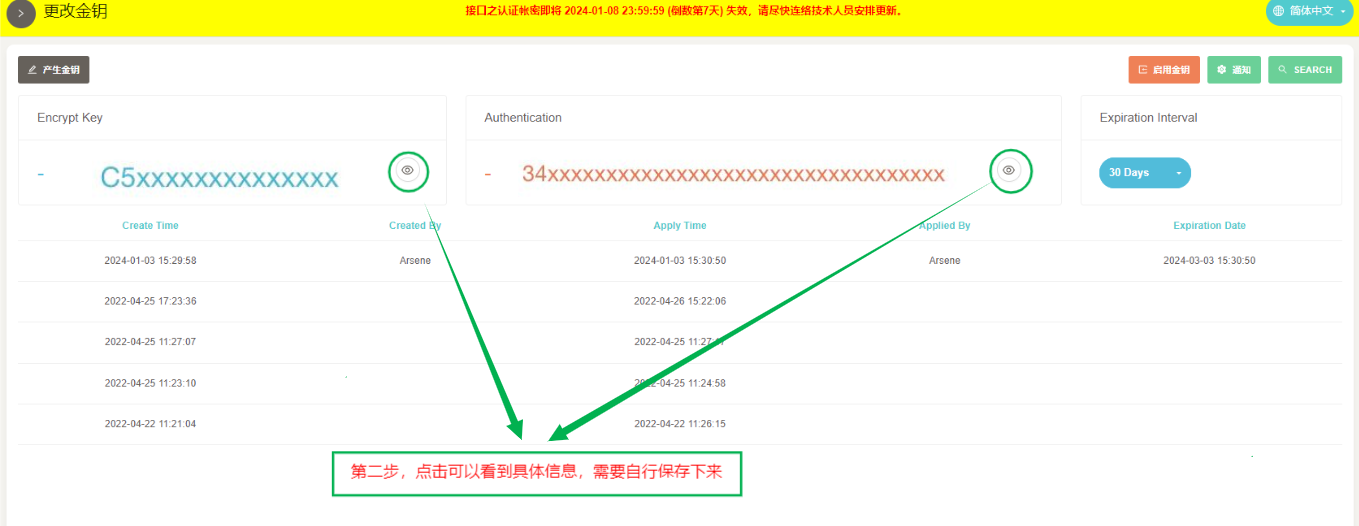 更改金钥
接口之认证帐密即将 2024-01-08 23:59:59 (倒数第7天) 失效，请尽快连络技术人员安排更新。
简体中文
产生金钥
启用金钥
通知
SEARCH
Encrypt Key
Authentication
Expiration Interval
- C5xxxxxxxxxxxxxx
- 34xxxxxxxxxxxxxxxxxxxxxxxxxxxxxxxxxx
30 Days
Create Time Created By Apply Time Applied By Expiration Date
2024-01-03 15:29:58 Arsene 2024-01-03 15:30:50 Arsene 2024-03-03 15:30:50
2022-04-25 17:23:36 2022-04-26 15:22:06
2022-04-25 11:27:07 2022-04-25
2022-04-25 11:23:10 2022-04-25 11:24:58
2022-04-22 11:21:04 2022-04-22 11:26:15
第二步，点击可以看到具体信息，需要自行保存下来